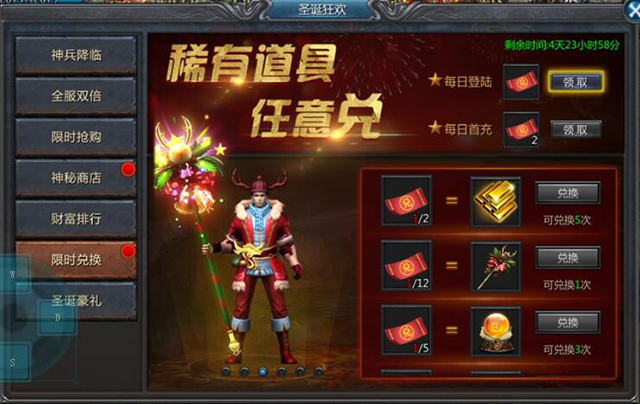 圣诞狂欢
剩余时间:4天23小时58分
神兵降临
全服双倍
限时抢购
神秘商店
财富排行
限时兑换
圣诞豪礼
稀有道具
任意兑
每日登陆
领取
每日首充
2
领取
1/2
=
兑换
可兑换5次
1/12
=
兑换
可兑换1次
1/5
=
兑换
可兑换3次
W
D
S